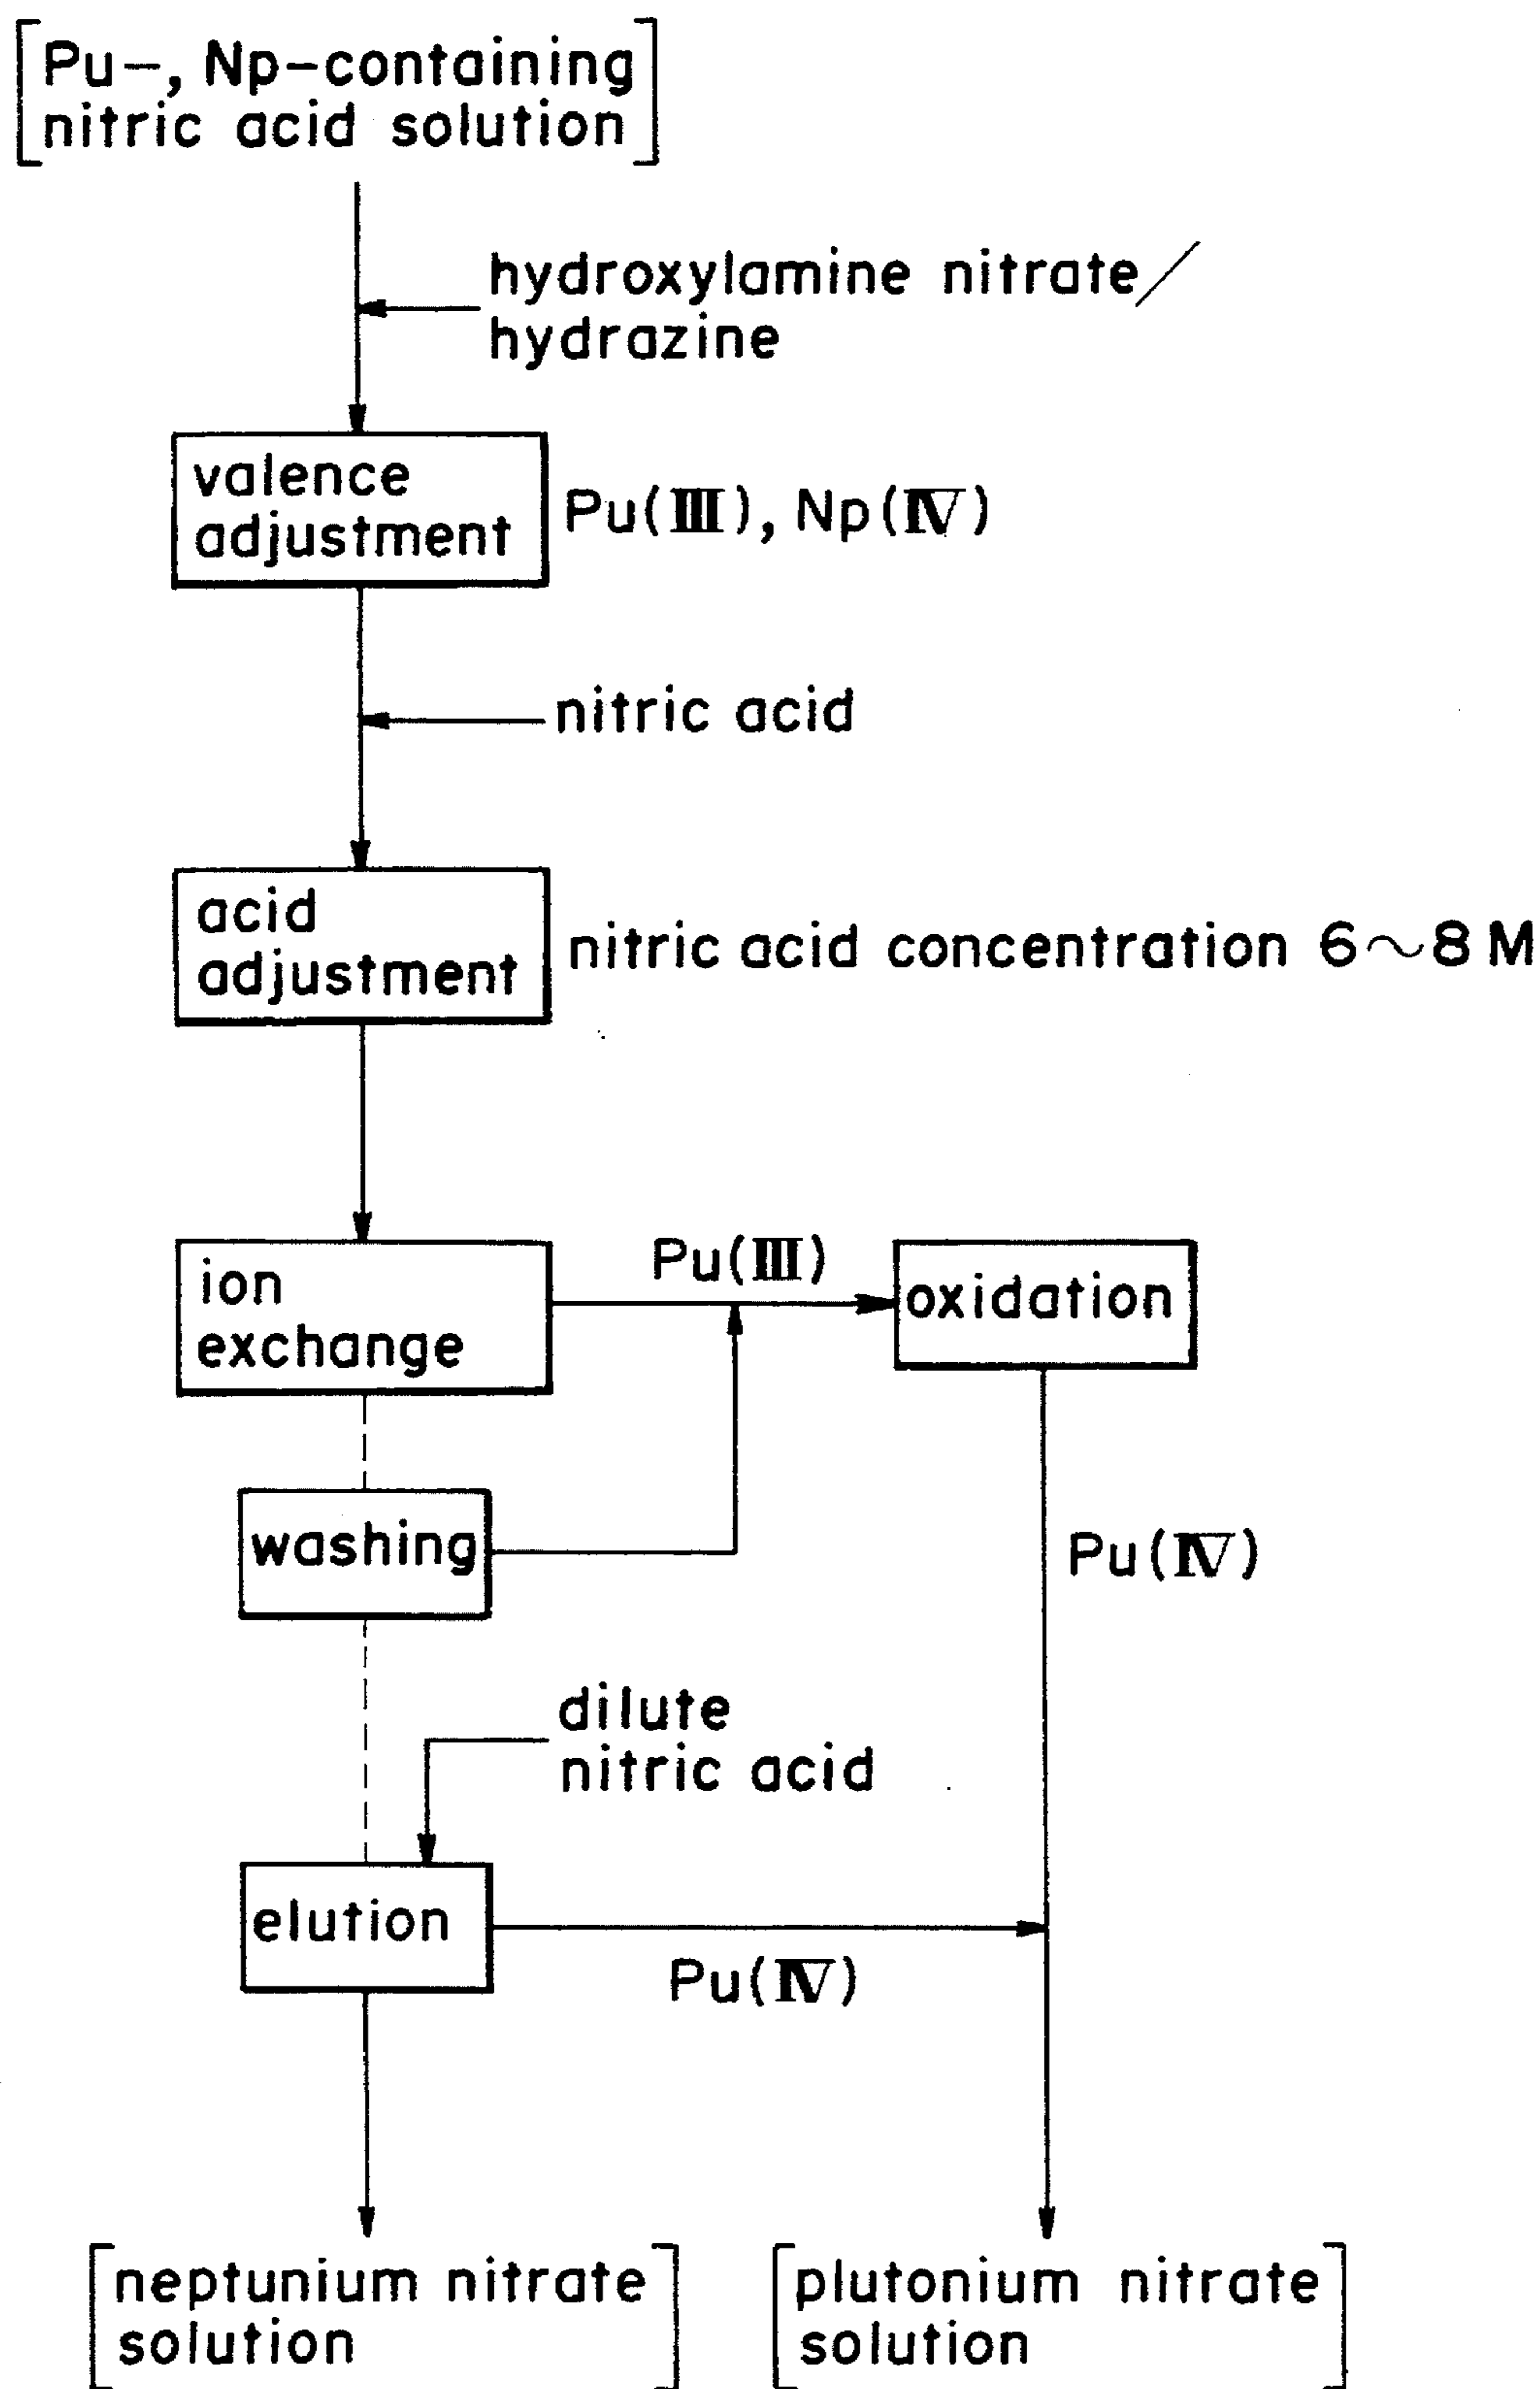 Pu-, Np-containing
nitric acid solution
hydroxylamine nitrate/
hydrazine
valence
adjustment
Pu(III), Np(IV)
nitric acid
acid
adjustment
nitric acid concentration 6~8 M
ion
exchange
Pu(III)
oxidation
washing
Pu(IV)
dilute
nitric acid
elution
Pu(IV)
neptunium nitrate
solution
plutonium nitrate
solution